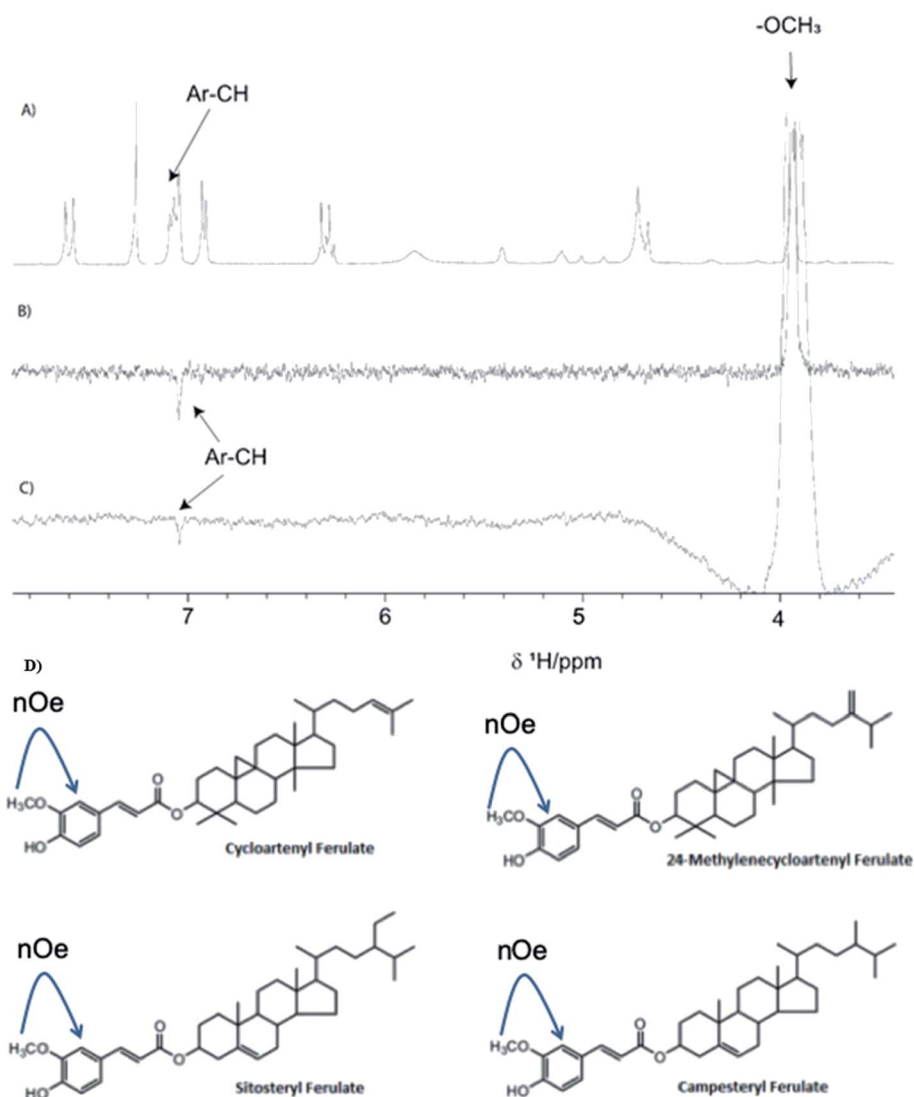 -OCH₃
A)
Ar-CH
B)
Ar-CH
C)
7 6 5 4
δ ¹H/ppm
D)
nOe
H₃CO
HO
O
O
Cycloartenyl Ferulate
nOe
H₃CO
HO
O
O
24-Methylenecycloartenyl Ferulate
nOe
H₃CO
HO
O
O
Sitosteryl Ferulate
nOe
H₃CO
HO
O
O
Campesteryl Ferulate